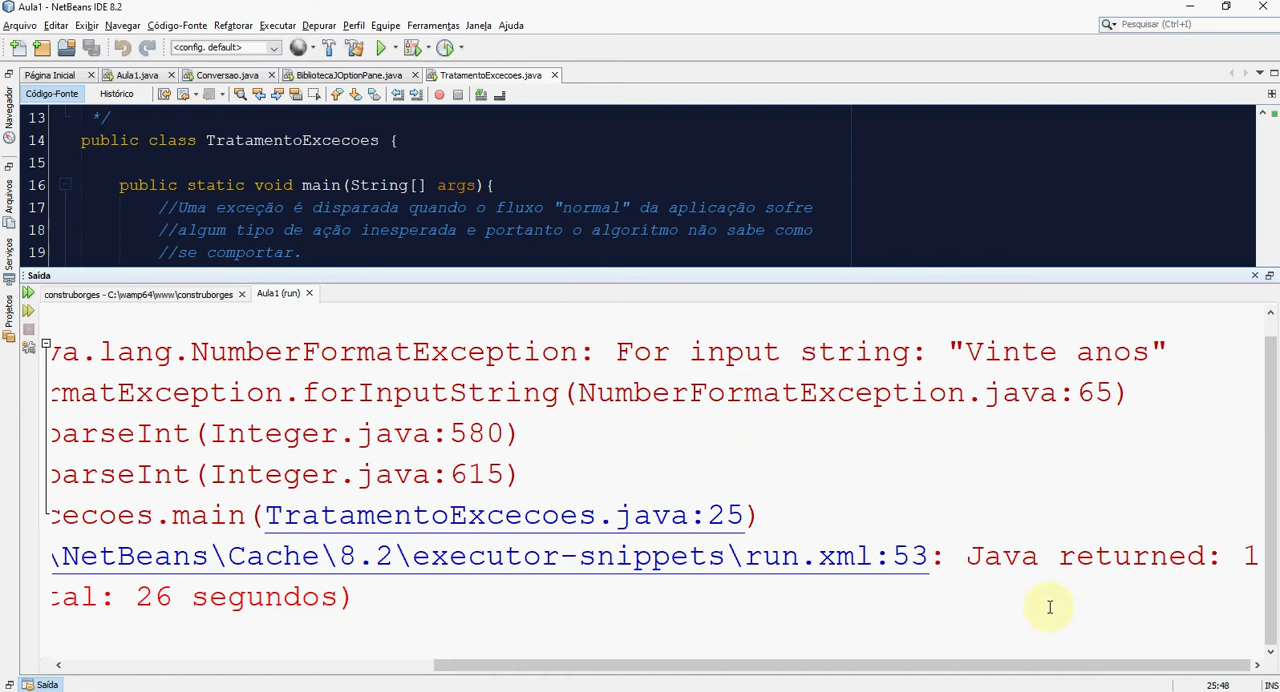 Aula1 - NetBeans IDE 8.2
Arquivo Editar Exibir Navegar Código-Fonte Refatorar Executar Depurar Perfil Equipe Ferramentas Janela Ajuda
Pesquisar (Ctrl+I)
<config. default>
Página Inicial Aula1.java Conversao.java BibliotecaJOptionPane.java TratamentoExcecoes.java
Código-Fonte Histórico
Navegador
Arquivos
Serviços
Projetos
13 */
14 public class TratamentoExcecoes {
15
16 public static void main(String[] args){
17 //Uma exceção é disparada quando o fluxo "normal" da aplicação sofre
18 //algum tipo de ação inesperada e portanto o algorítmo não sabe como
19 //se comportar.
Saída
construborges - C:\wamp64\www\construborges Aula1 (run)
va.lang.NumberFormatException: For input string: "Vinte anos"
rmatException.forInputString(NumberFormatException.java:65)
parseInt(Integer.java:580)
parseInt(Integer.java:615)
cecoes.main(TratamentoExcecoes.java:25)
\NetBeans\Cache\8.2\executor-snippets\run.xml:53: Java returned: 1
tal: 26 segundos)
Saída
25:48 INS